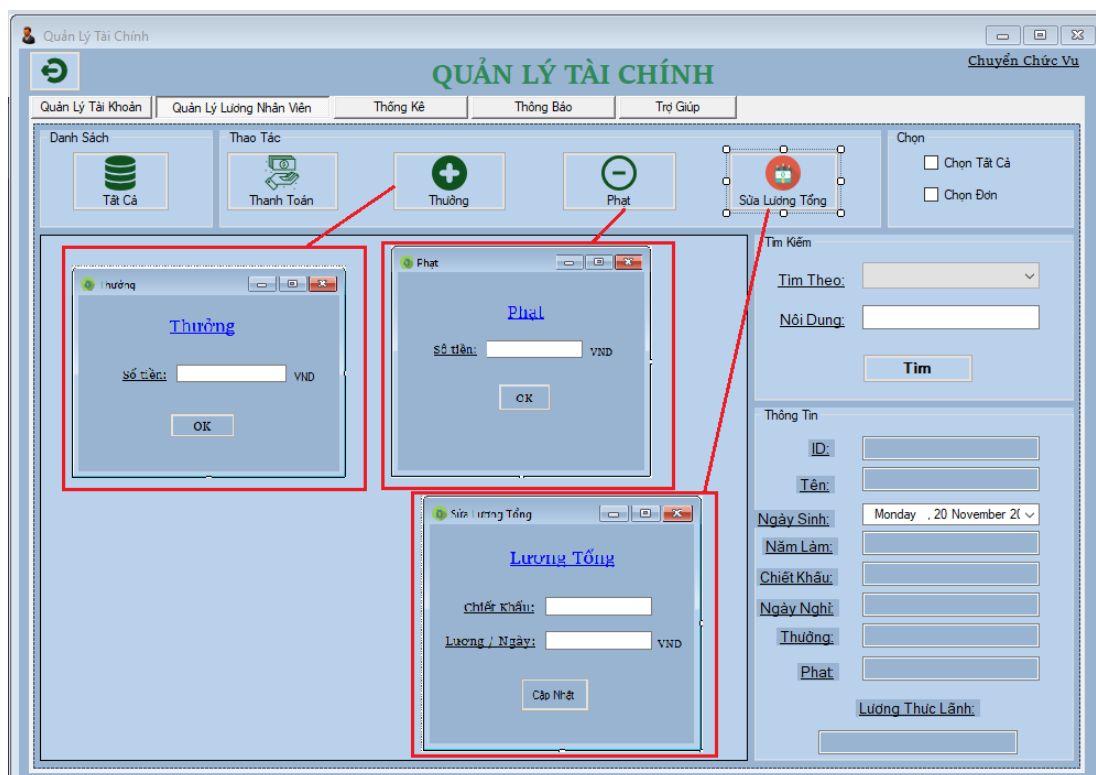 Quản Lý Tài Chính
QUẢN LÝ TÀI CHÍNH
Chuyển Chức Vụ
Quản Lý Tài Khoản
Quản Lý Lương Nhân Viên
Thống Kê
Thông Báo
Trợ Giúp
Danh Sách
Tất Cả
Thao Tác
Thanh Toán
Thưởng
Phạt
Sửa Lương Tổng
Chọn
Chọn Tất Cả
Chọn Đơn
Thưởng
Thưởng
Số tiền:
VND
OK
Phạt
Phạt
Số tiền:
VND
OK
Sửa Lương Tổng
Lương Tổng
Chiết Khấu:
Lương / Ngày:
VND
Cập Nhật
Tìm Kiếm
Tìm Theo:
Nôi Dung:
Tìm
Thông Tin
ID:
Tên:
Ngày Sinh:
Monday , 20 November 20
Năm Làm:
Chiết Khấu:
Ngày Nghỉ:
Thưởng:
Phạt:
Lương Thực Lãnh: